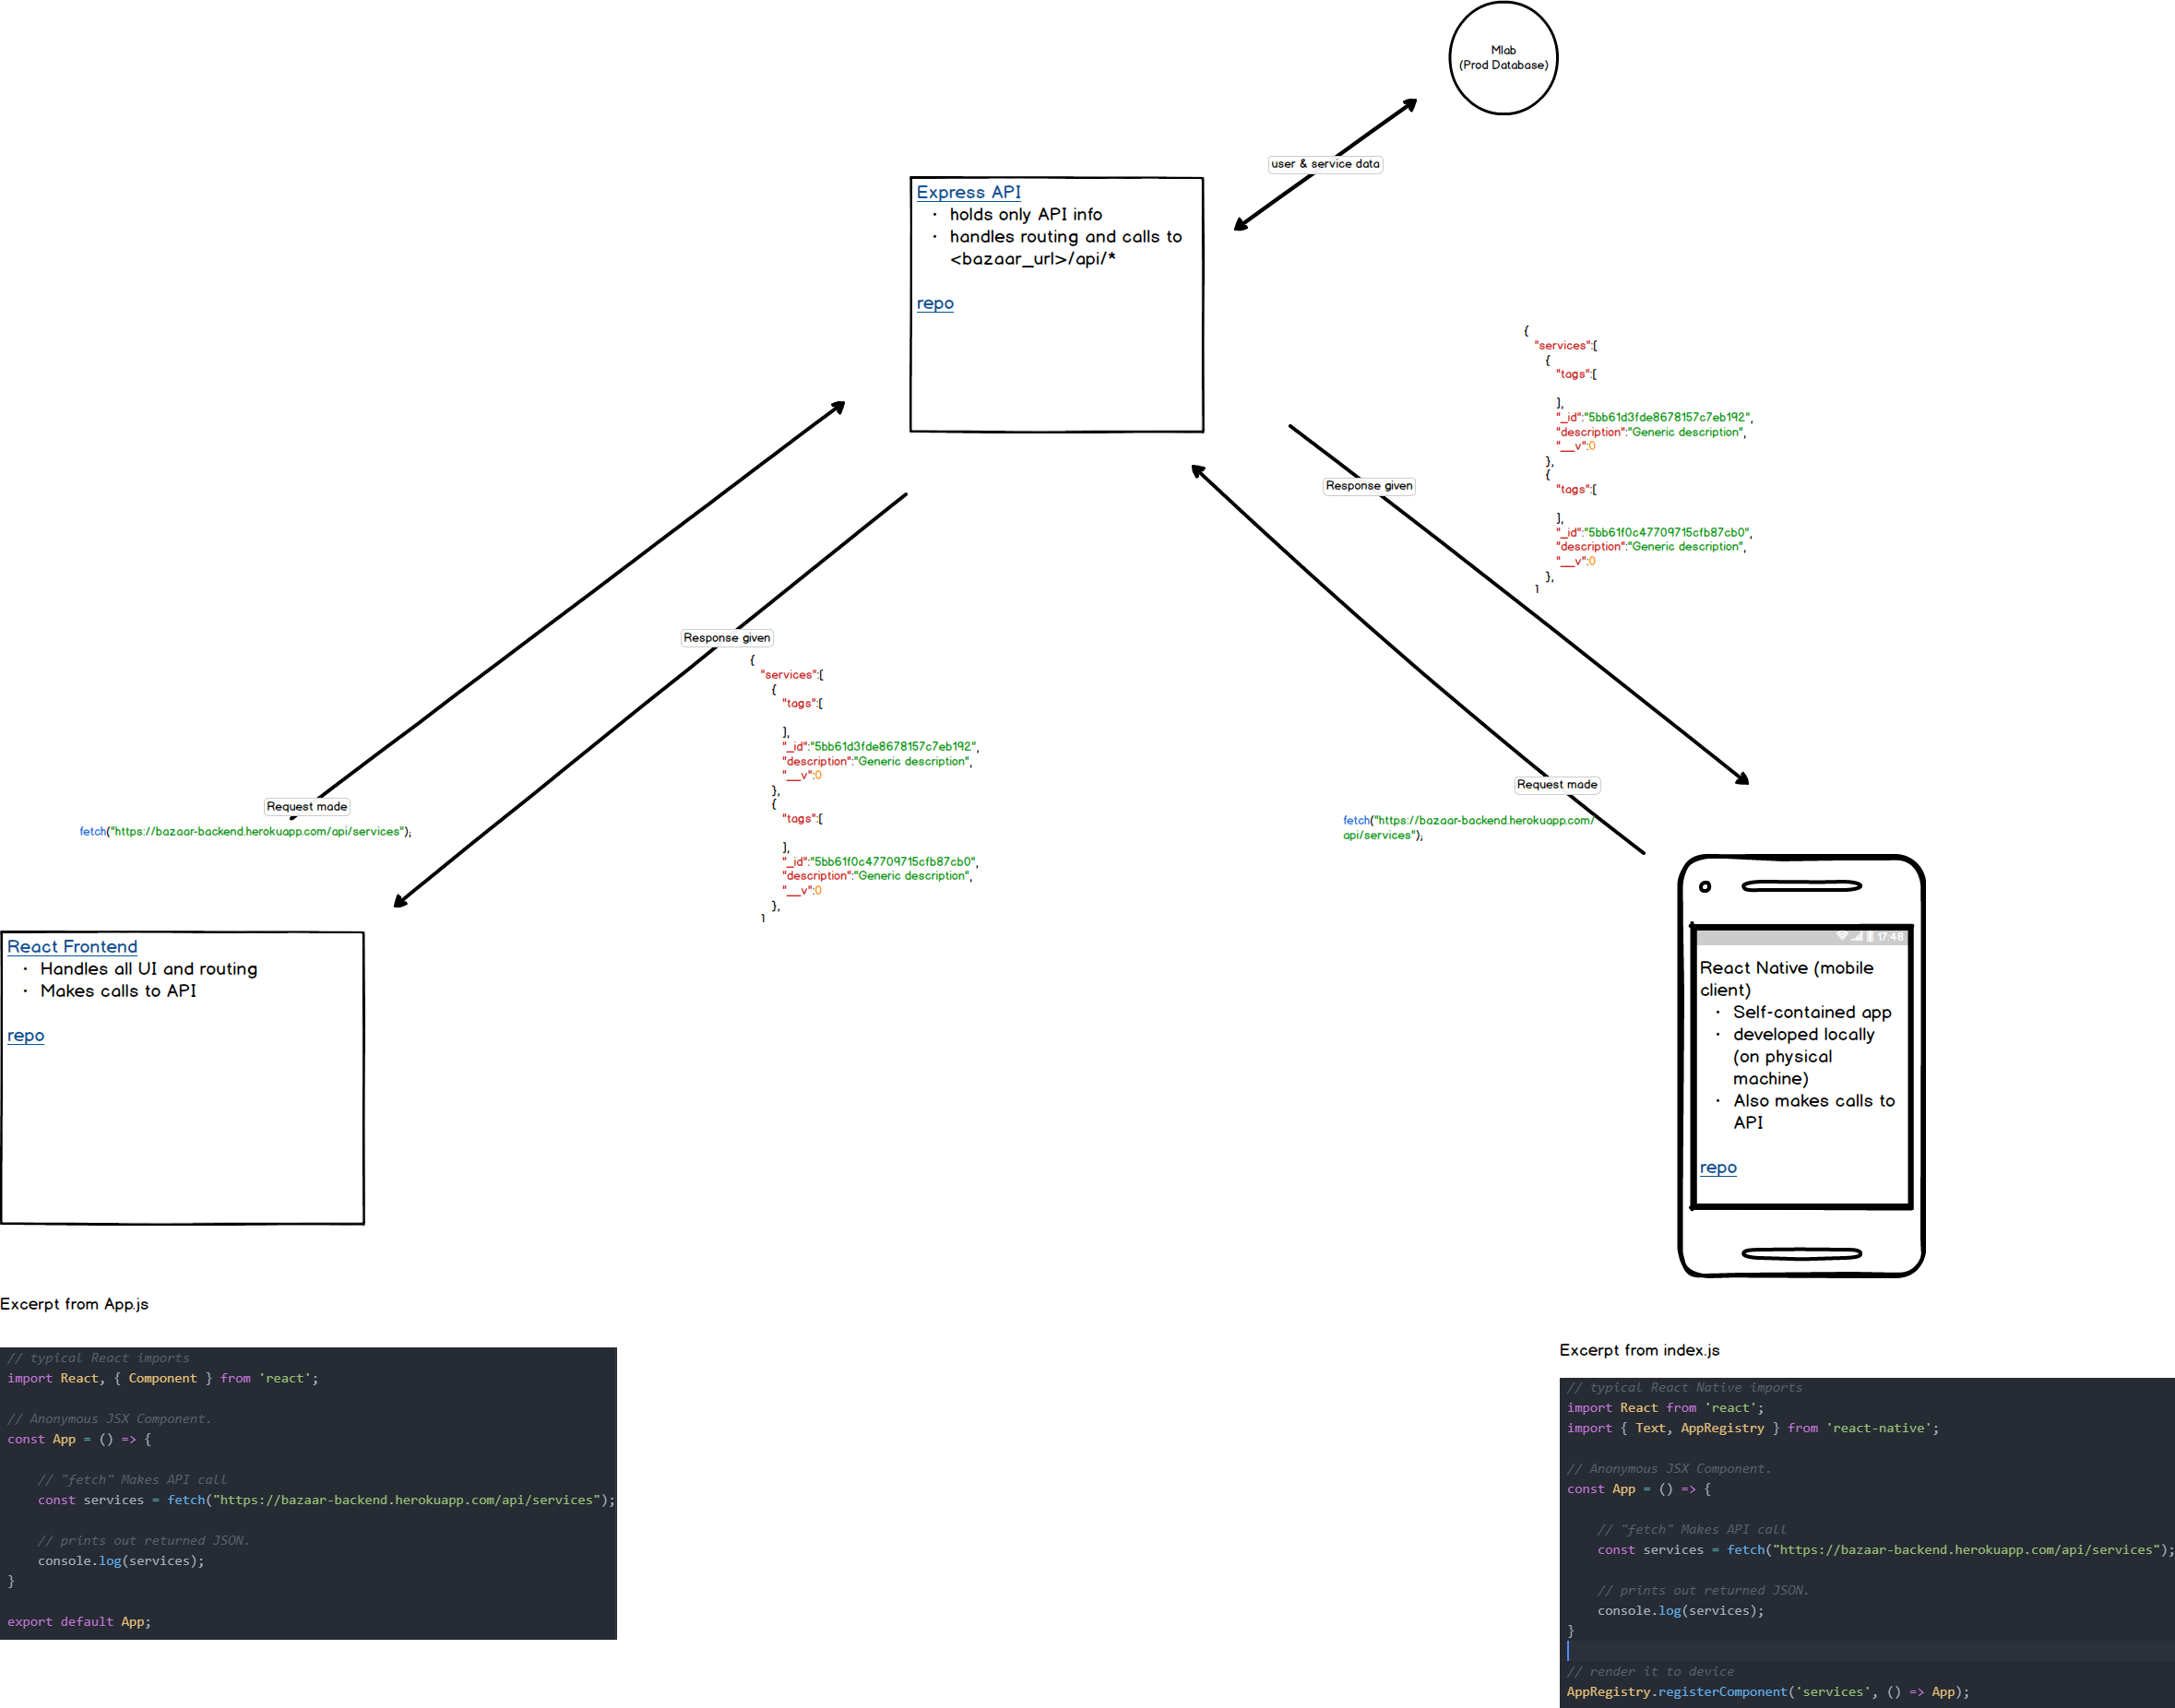 Mlab
(Prod Database)
user & service data
Express API
• holds only API info
• handles routing and calls to
<bazaar_url>/api/*
repo
{
"services":[
{
"tags":[
],
"_id":"5bb61d3fde8678157c7eb192",
"description":"Generic description",
"__v":0
},
{
"tags":[
],
"_id":"5bb61f0c47709715cfb87cb0",
"description":"Generic description",
"__v":0
},
]
Response given
Response given
{
"services":[
{
"tags":[
],
"_id":"5bb61d3fde8678157c7eb192",
"description":"Generic description",
"__v":0
},
{
"tags":[
],
"_id":"5bb61f0c47709715cfb87cb0",
"description":"Generic description",
"__v":0
},
]
Request made
fetch("https://bazaar-backend.herokuapp.com/api/services");
Request made
fetch("https://bazaar-backend.herokuapp.com/
api/services");
React Frontend
• Handles all UI and routing
• Makes calls to API
repo
17:48
React Native (mobile
client)
• Self-contained app
• developed locally
(on physical
machine)
• Also makes calls to
API
repo
Excerpt from App.js
// typical React imports
import React, { Component } from 'react';
// Anonymous JSX Component.
const App = () => {
// "fetch" Makes API call
const services = fetch("https://bazaar-backend.herokuapp.com/api/services");
// prints out returned JSON.
console.log(services);
}
export default App;
Excerpt from index.js
// typical React Native imports
import React from 'react';
import { Text, AppRegistry } from 'react-native';
// Anonymous JSX Component.
const App = () => {
// "fetch" Makes API call
const services = fetch("https://bazaar-backend.herokuapp.com/api/services");
// prints out returned JSON.
console.log(services);
}
// render it to device
AppRegistry.registerComponent('services', () => App);